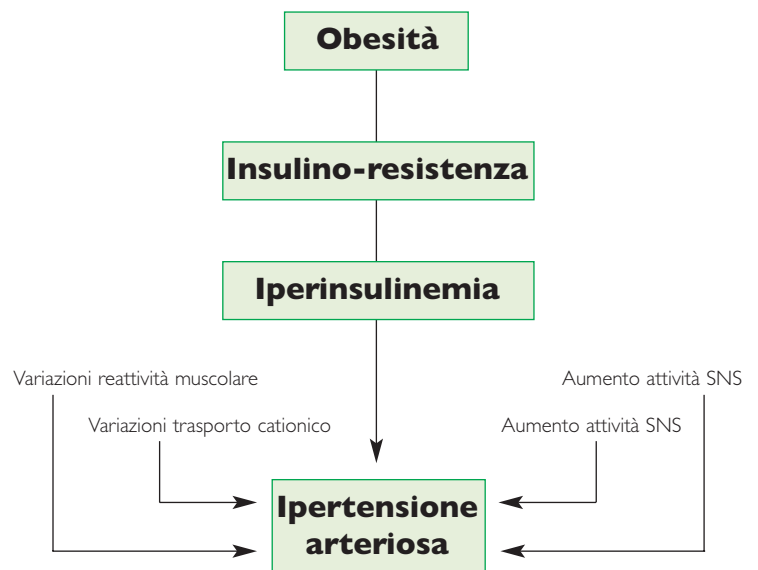 Obesità
Insulino-resistenza
Iperinsulinemia
Variazioni reattività muscolare
Aumento attività SNS
Variazioni trasporto cationico
Aumento attività SNS
Ipertensione
arteriosa